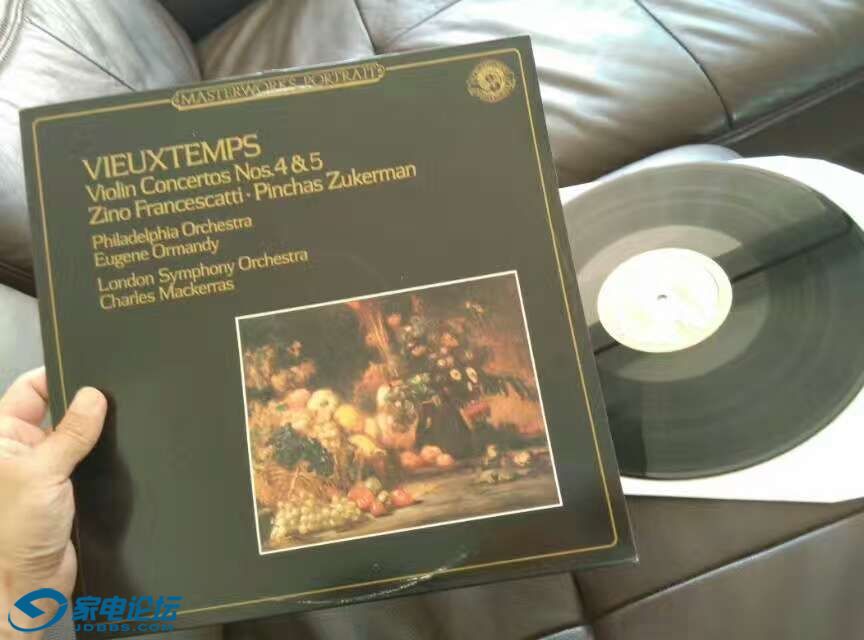 MASTERWORKS PORTRAIT
VIEUXTEMPS
Violin Concertos Nos. 4 & 5
Zino Francescatti · Pinchas Zukerman
Philadelphia Orchestra
Eugene Ormandy
London Symphony Orchestra
Charles Mackerras
家电论坛
JDBBS.COM